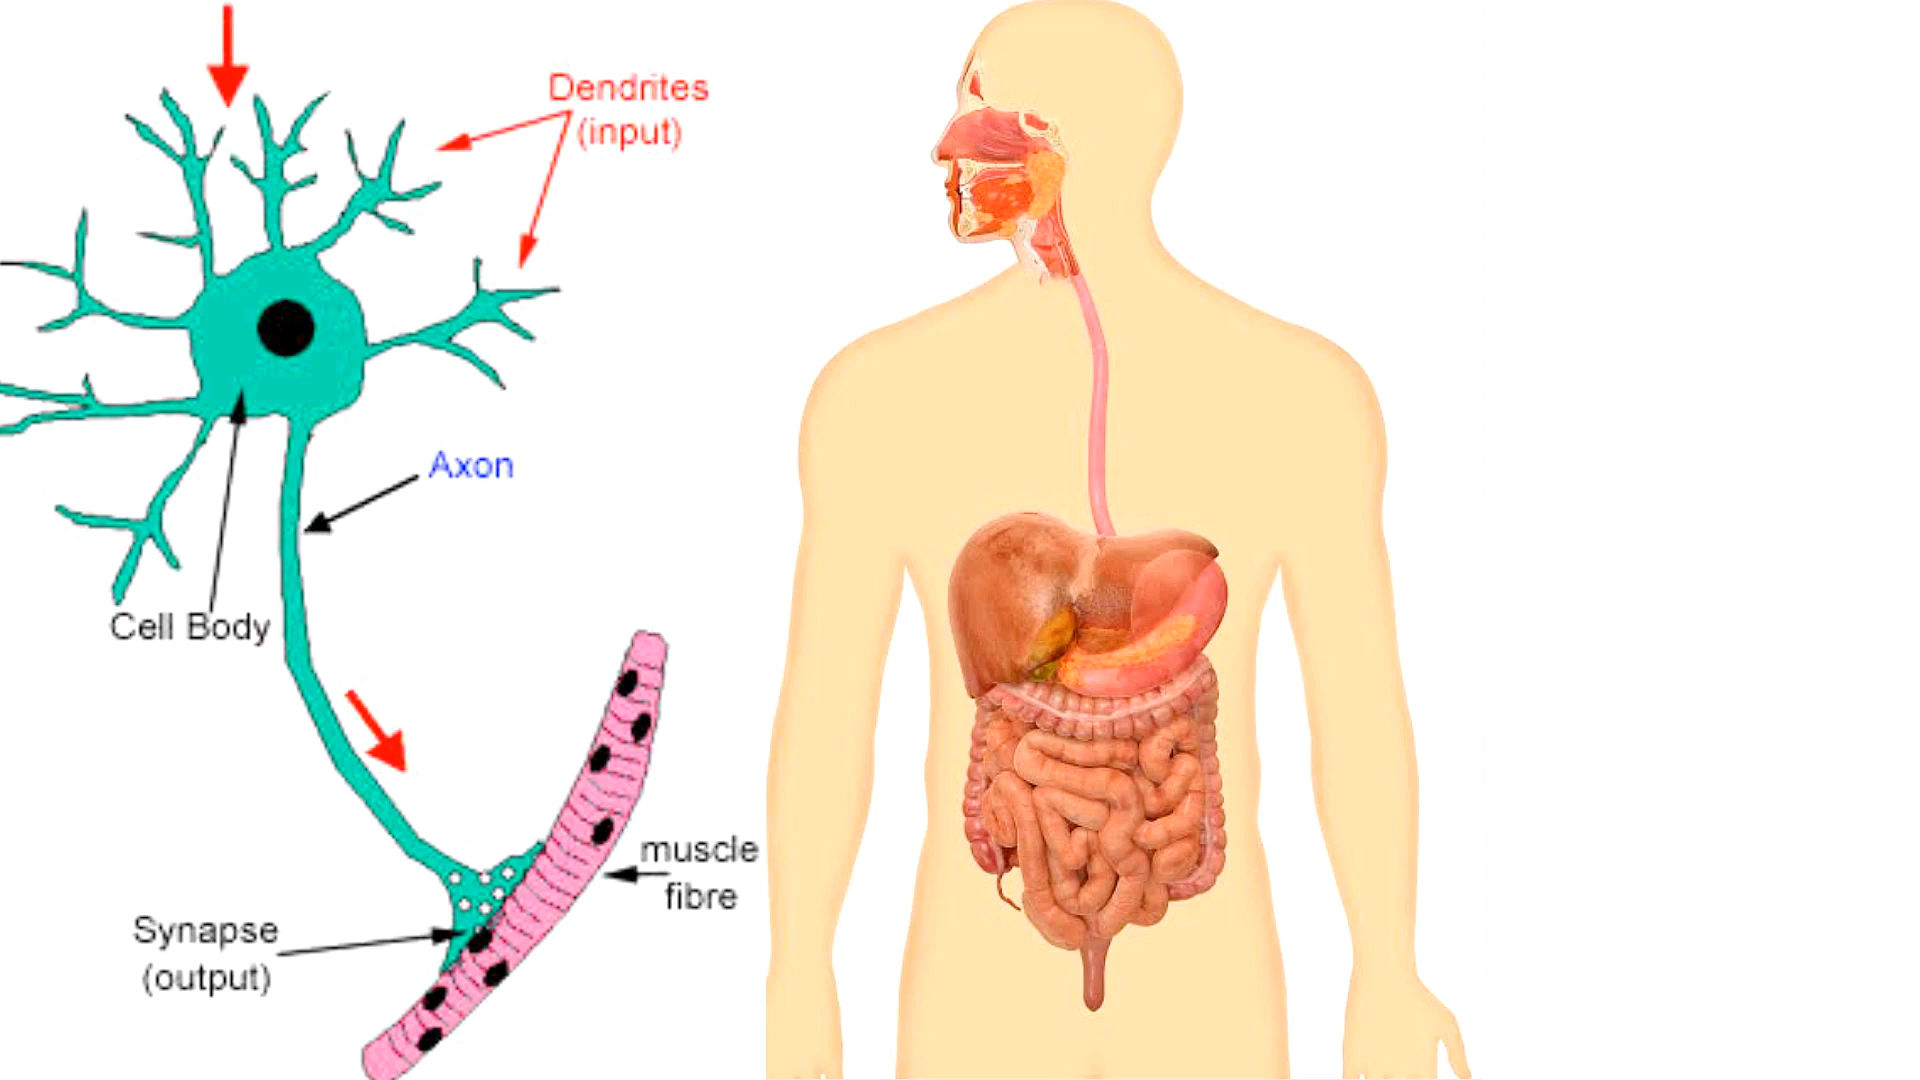 Dendrites
(input)
Axon
Cell Body
muscle
fibre
Synapse
(output)